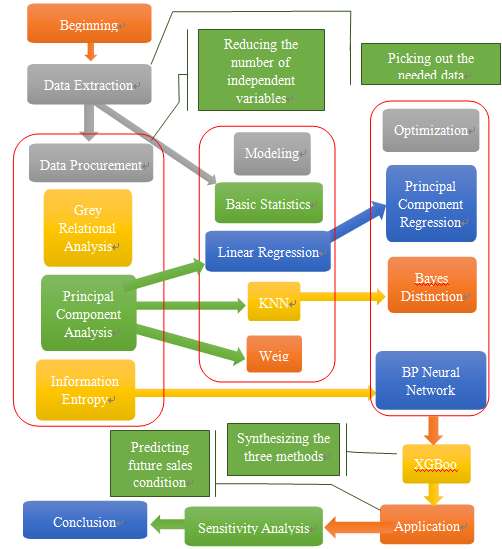 Beginning
Reducing the
number of
independent
variables
Picking out the
needed data
Data Extraction
Optimization
Modeling
Data Procurement
Principal
Component
Regression
Basic Statistics
Grey
Relational
Analysis
Linear Regression
Bayes
Distinction
Principal
Component
Analysis
KNN
Weig
BP Neural
Network
Information
Entropy
Synthesizing the
three methods
Predicting
future sales
condition
XGBoo
Conclusion
Sensitivity Analysis
Application